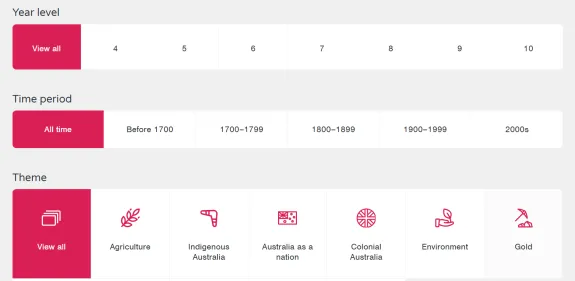 Year level
View all 4 5 6 7 8 9 10
Time period
All time Before 1700 1700–1799 1800–1899 1900–1999 2000s
Theme
View all Agriculture Indigenous Australia as a Colonial Environment Gold
Australia nation Australia